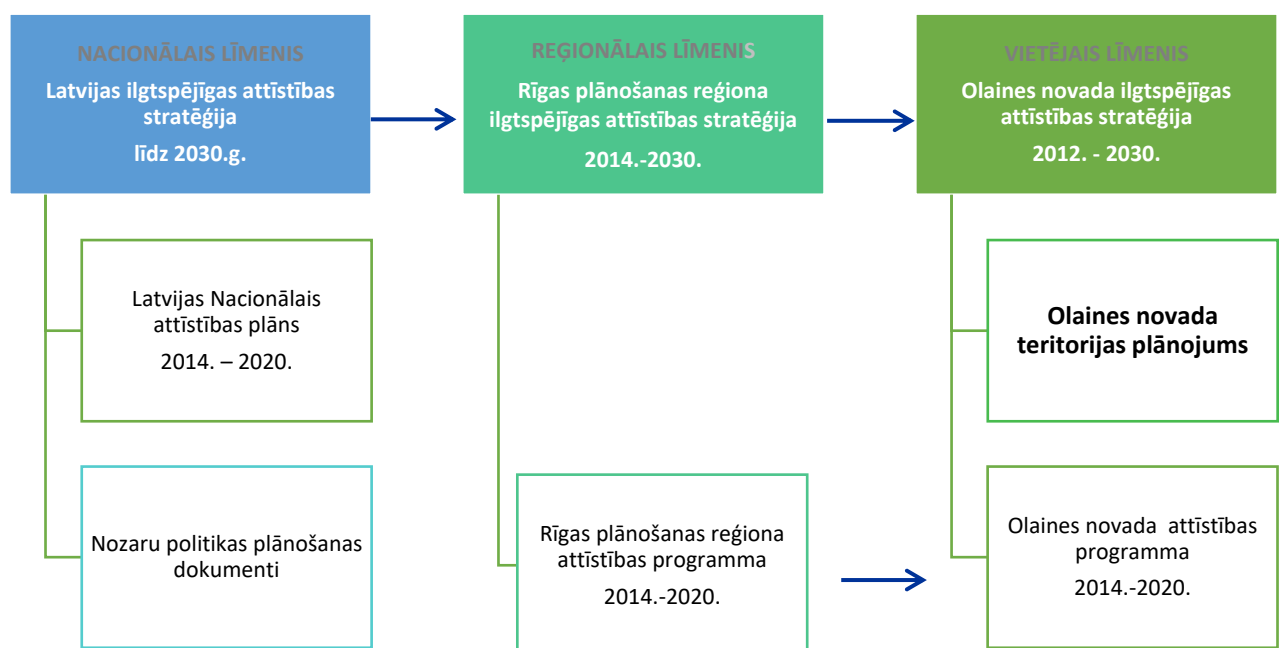 NACIONĀLAIS LĪMENIS
Latvijas ilgtspējīgas attīstības
stratēģija
līdz 2030.g.
Latvijas Nacionālais
attīstības plāns
2014. – 2020.
Nozaru politikas plānošanas
dokumenti
REĢIONĀLAIS LĪMENIS
Rīgas plānošanas reģiona
ilgtspējīgas attīstības stratēģija
2014.-2030.
Rīgas plānošanas reģiona
attīstības programma
2014.-2020.
VIETĒJAIS LĪMENIS
Olaines novada ilgtspējīgas
attīstības stratēģija
2012. - 2030.
Olaines novada
teritorijas plānojums
Olaines novada  attīstības
programma
2014.-2020.